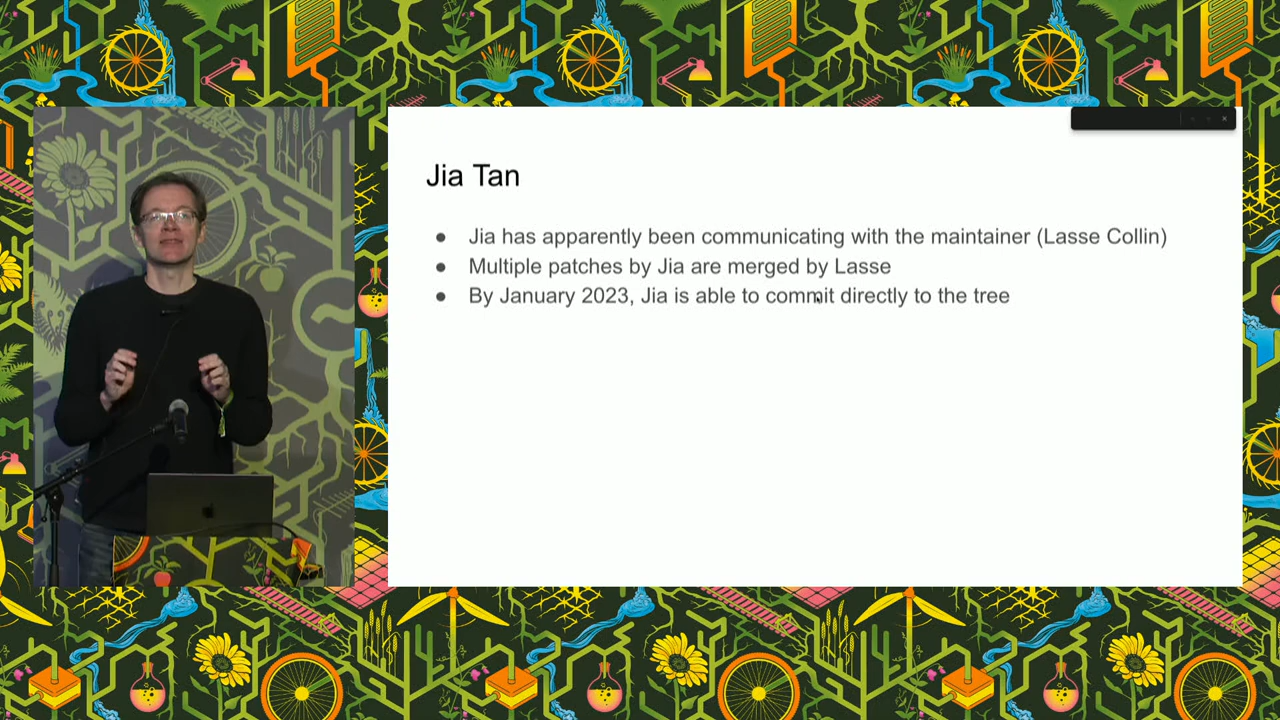 Jia Tan
● Jia has apparently been communicating with the maintainer (Lasse Collin)
● Multiple patches by Jia are merged by Lasse
● By January 2023, Jia is able to commit directly to the tree